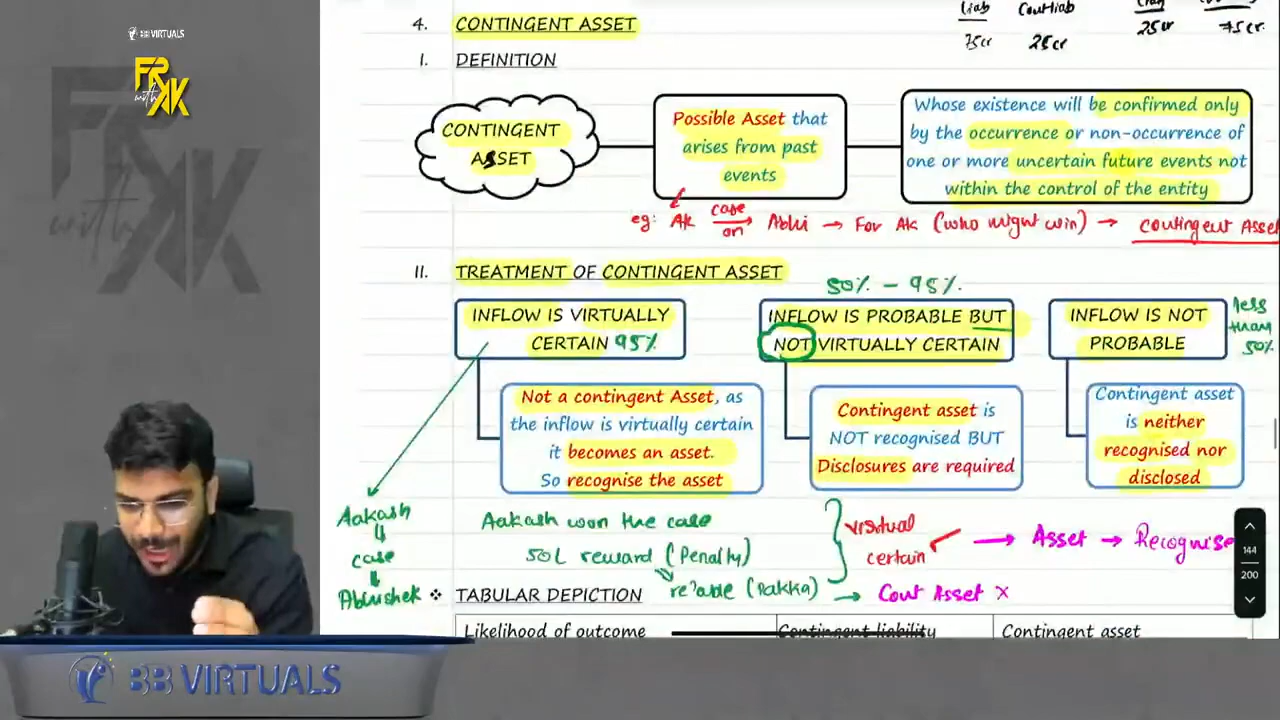 BB VIRTUALS
FR
with
AK
4. CONTINGENT ASSET
Liab Contliab
75cr 25cr
25cr 75cr.
I. DEFINITION
CONTINGENT
ASSET
Possible Asset that
arises from past
events
Whose existence will be confirmed only
by the occurrence or non-occurrence of
one or more uncertain future events not
within the control of the entity
eg: Ak case on → Abhi → For Ak (who might win) → contingent Asset
II. TREATMENT OF CONTINGENT ASSET
50% - 95%.
INFLOW IS VIRTUALLY
CERTAIN 95%
INFLOW IS PROBABLE BUT
NOT VIRTUALLY CERTAIN
INFLOW IS NOT
PROBABLE
less
than
50%
Not a contingent Asset, as
the inflow is virtually certain
it becomes an asset.
So recognise the asset
Contingent asset is
NOT recognised BUT
Disclosures are required
Contingent asset
is neither
recognised nor
disclosed
Aakash
case
Abhishek
Aakash won the case
50L reward (Penalty)
(Pakka) → Cont Asset ×
virtual
certain
→ Asset → Recognise
❖ TABULAR DEPICTION
Likelihood of outcome Contingent liability Contingent asset
144
200
BB VIRTUALS